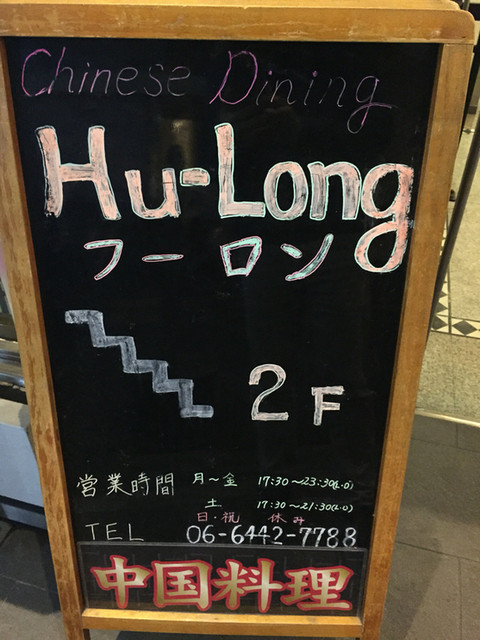 Chinese Dining
Hu-Long
フーロン
2F
営業時間 月～金 17:30～23:30(L.O)
土 17:30～21:30(L.O)
日・祝 休み
TEL 06-6442-7788
中国料理